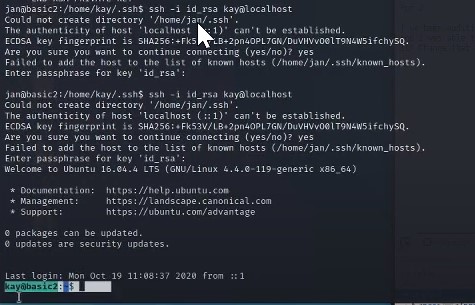 jan@basic2:/home/kay/.ssh$ ssh -i id_rsa kay@localhost
Could not create directory '/home/jan/.ssh'.
The authenticity of host 'localhost (::1)' can't be established.
ECDSA key fingerprint is LB+2pn4OPL7GN/DuVHVvO0lT9N4W5ifchySQ.
Are you sure you want to continue connecting (yes/no)? yes
Failed to add the host to the list of known hosts (/home/jan/.ssh/known_hosts).
Enter passphrase for key 'id_rsa':
jan@basic2:/home/kay/.ssh$ ssh -i id_rsa kay@localhost
Could not create directory '/home/jan/.ssh'.
The authenticity of host 'localhost (::1)' can't be established.
ECDSA key fingerprint is SHA256:+Fk53V/LB+2pn4OPL7GN/DuVHVvO0lT9N4W5ifchySQ.
Are you sure you want to continue connecting (yes/no)? yes
Failed to add the host to the list of known hosts (/home/jan/.ssh/known_hosts).
Enter passphrase for key 'id_rsa':
Welcome to Ubuntu 16.04.4 LTS (GNU/Linux 4.4.0-119-generic x86_64)
* Documentation: https://help.ubuntu.com
* Management: https://landscape.canonical.com
* Support: https://ubuntu.com/advantage
0 packages can be updated.
0 updates are security updates.
Last login: Mon Oct 19 11:08:37 2020 from ::1
kay@basic2:~$